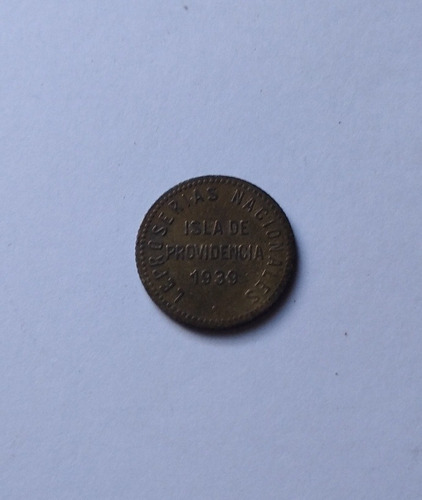 LEPROSERIAS NACIONALES
ISLA DE
PROVIDENCIA
1939